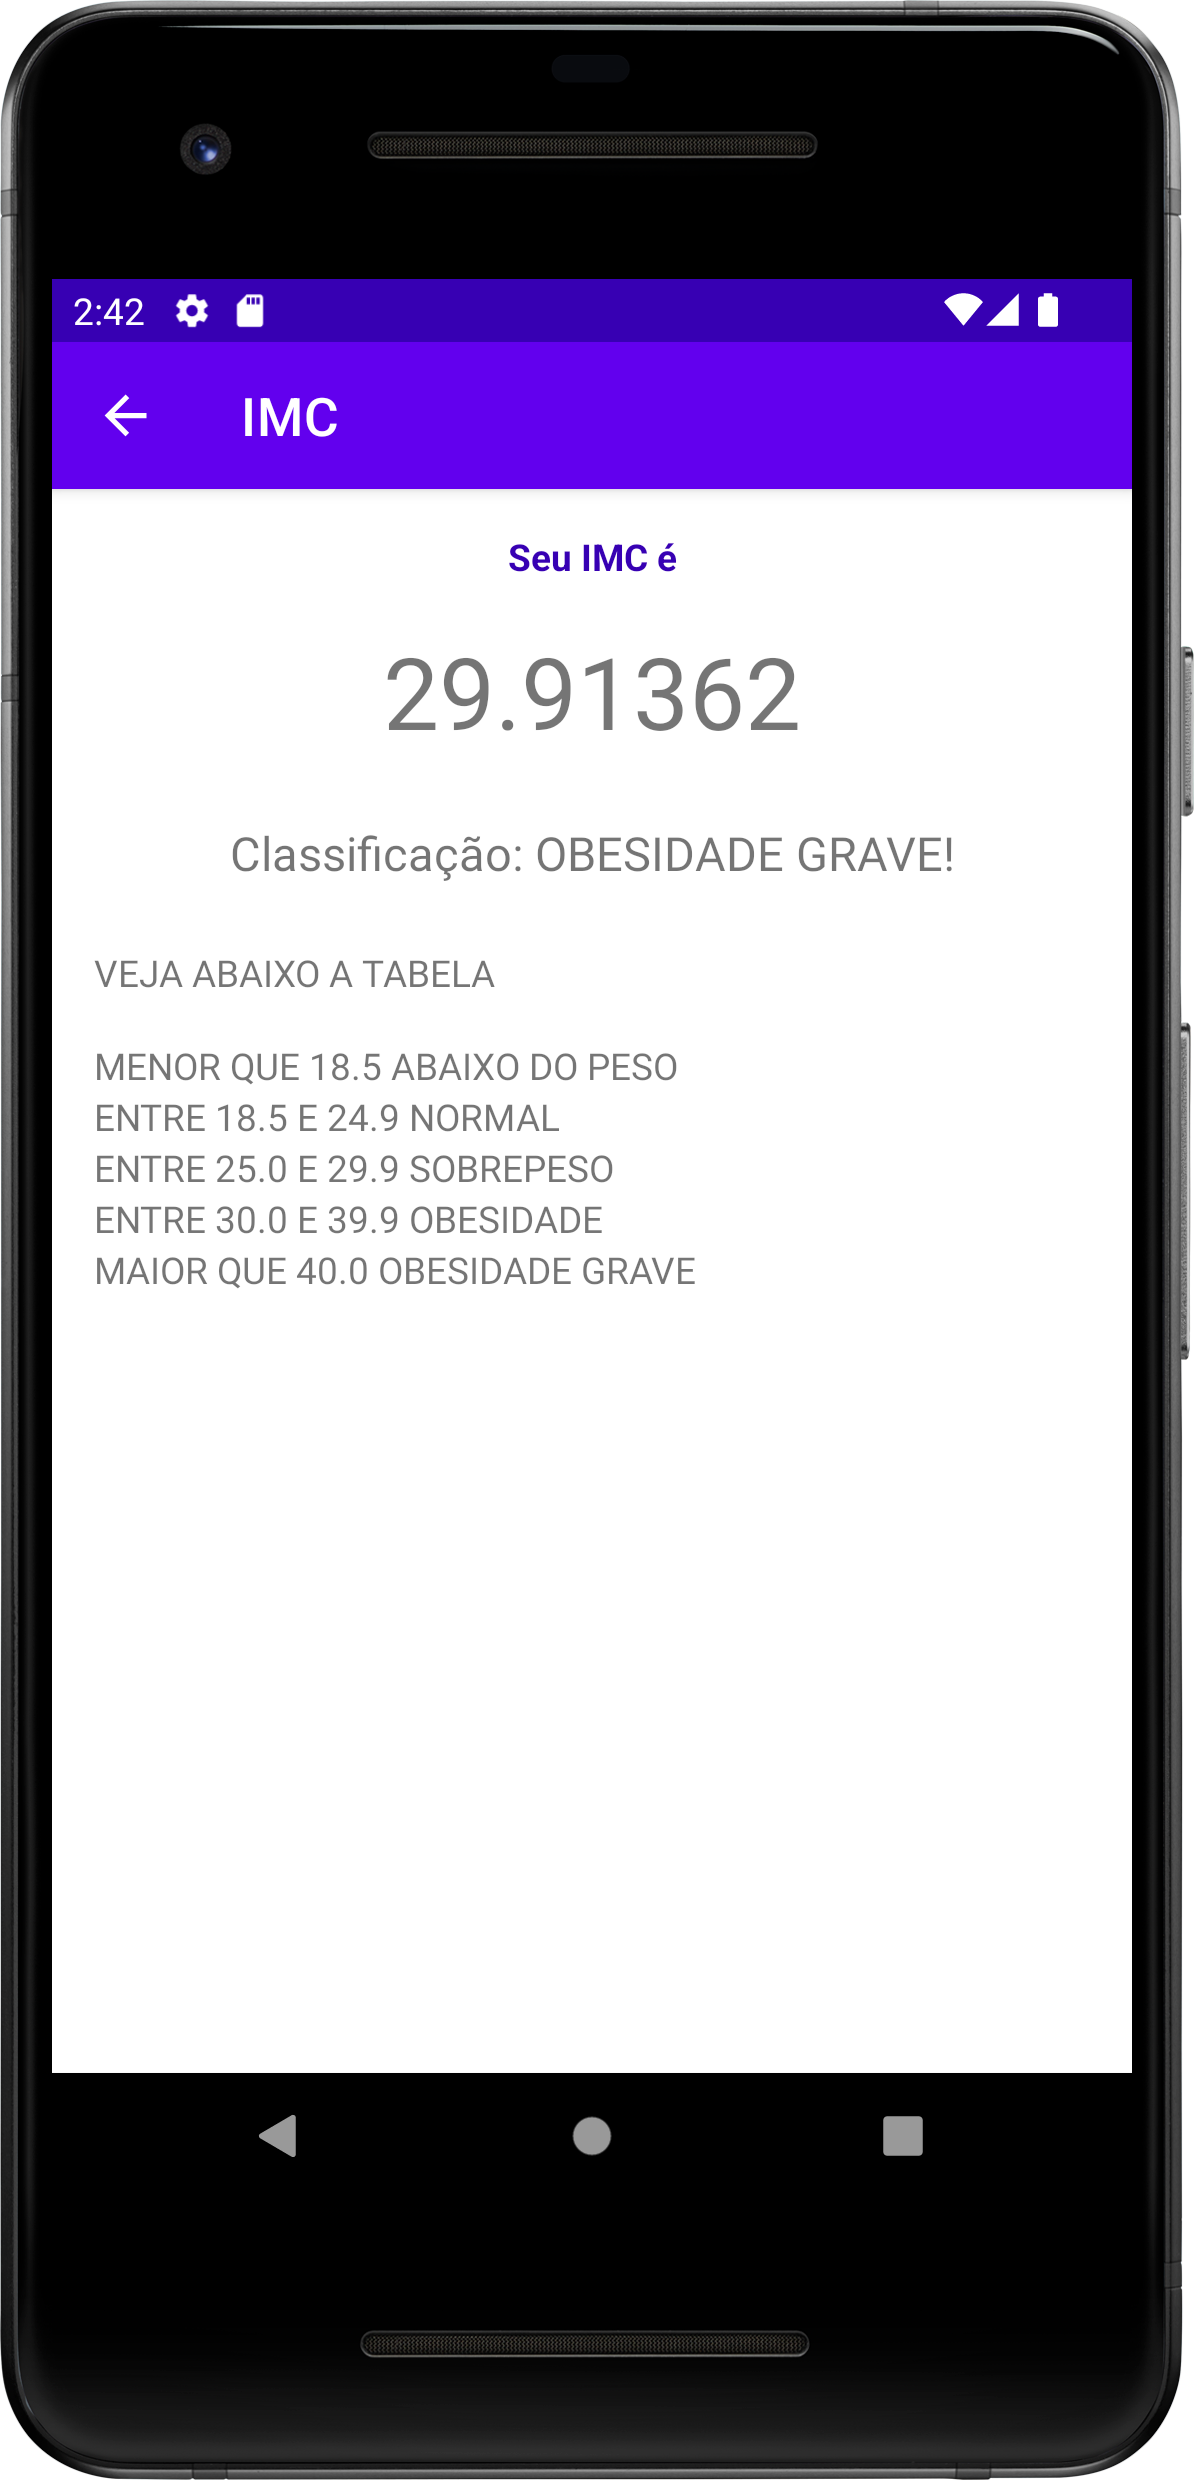 2:42
IMC
Seu IMC é
29.91362
Classificação: OBESIDADE GRAVE!
VEJA ABAIXO A TABELA
MENOR QUE 18.5 ABAIXO DO PESO
ENTRE 18.5 E 24.9 NORMAL
ENTRE 25.0 E 29.9 SOBREPESO
ENTRE 30.0 E 39.9 OBESIDADE
MAIOR QUE 40.0 OBESIDADE GRAVE